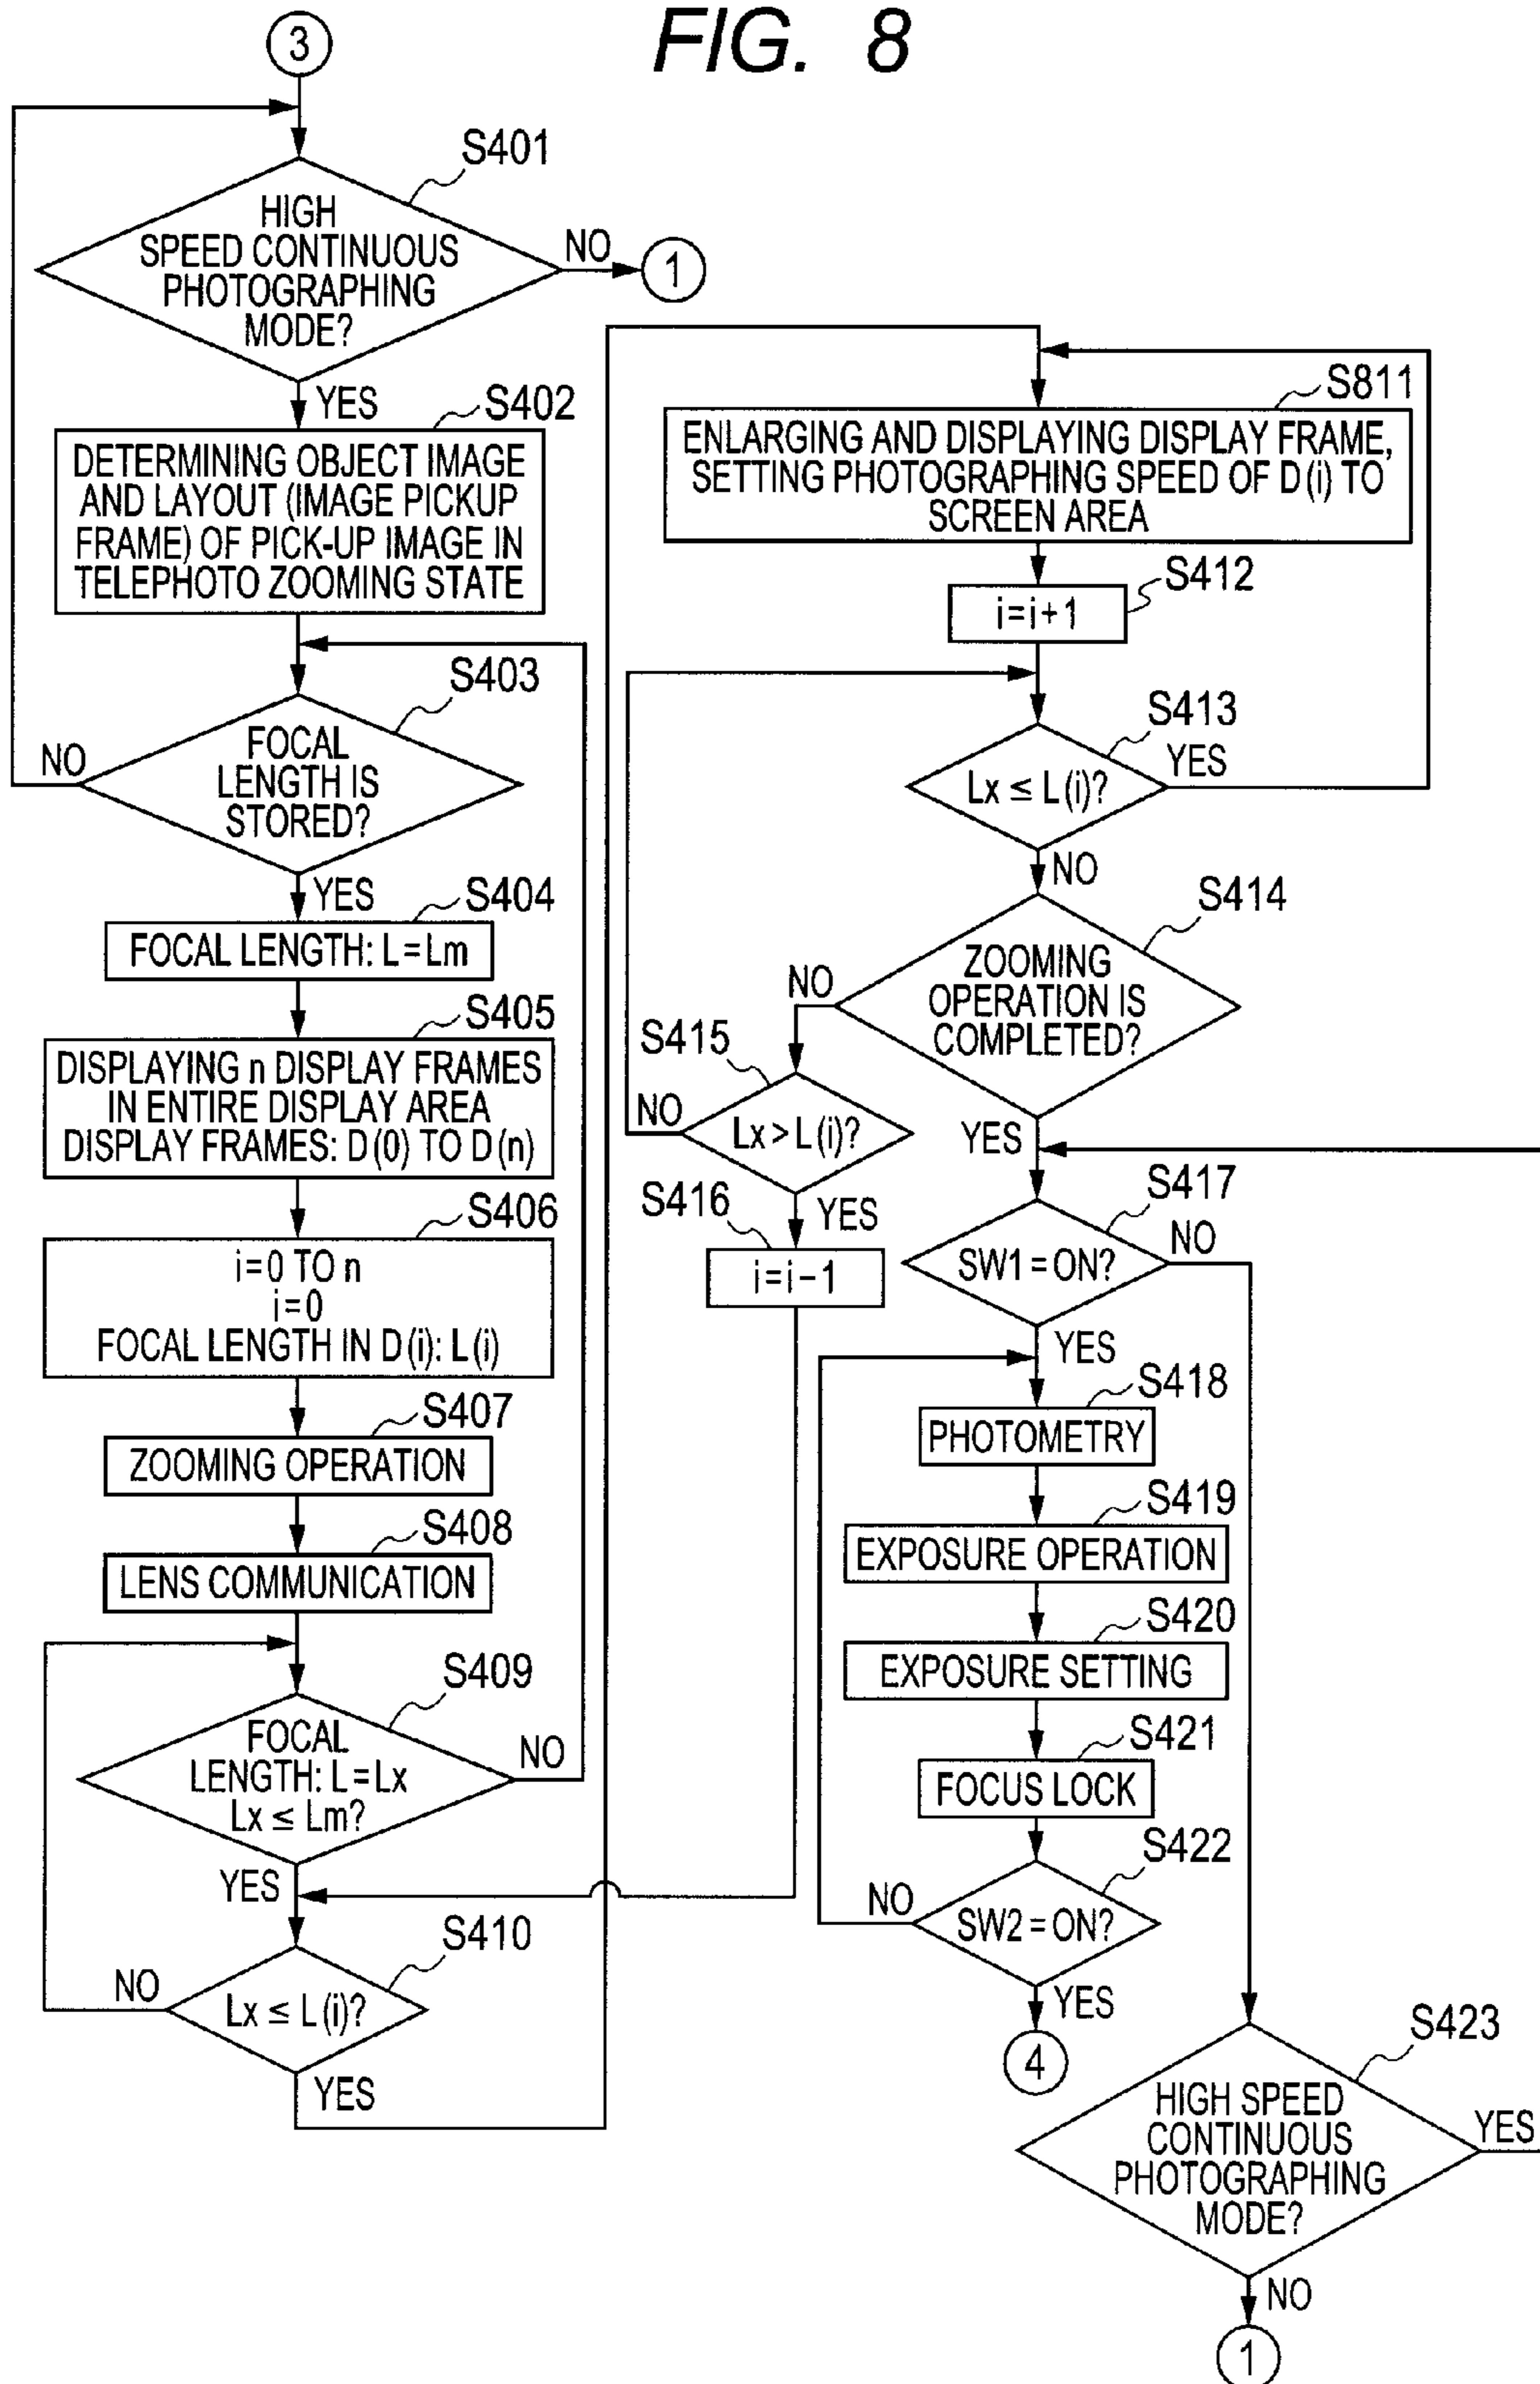 FIG. 8
3
S401
HIGH
SPEED CONTINUOUS
PHOTOGRAPHING
MODE?
NO
1
YES
S402
DETERMINING OBJECT IMAGE
AND LAYOUT (IMAGE PICKUP
FRAME) OF PICK-UP IMAGE IN
TELEPHOTO ZOOMING STATE
S403
FOCAL
LENGTH IS
STORED?
NO
YES
S404
FOCAL LENGTH: L=Lm
S405
DISPLAYING n DISPLAY FRAMES
IN ENTIRE DISPLAY AREA
DISPLAY FRAMES: D(0) TO D(n)
S406
i=0 TO n
i=0
FOCAL LENGTH IN D(i): L(i)
S407
ZOOMING OPERATION
S408
LENS COMMUNICATION
S409
FOCAL
LENGTH: L=Lx
Lx ≤ Lm?
NO
YES
S410
Lx ≤ L(i)?
NO
YES
S811
ENLARGING AND DISPLAYING DISPLAY FRAME,
SETTING PHOTOGRAPHING SPEED OF D(i) TO
SCREEN AREA
S412
i=i+1
S413
Lx ≤ L(i)?
YES
NO
S414
ZOOMING
OPERATION IS
COMPLETED?
NO
YES
S415
Lx > L(i)?
NO
YES
S416
i=i-1
S417
SW1=ON?
NO
YES
S418
PHOTOMETRY
S419
EXPOSURE OPERATION
S420
EXPOSURE SETTING
S421
FOCUS LOCK
S422
SW2=ON?
NO
YES
4
S423
HIGH SPEED
CONTINUOUS
PHOTOGRAPHING
MODE?
YES
NO
1